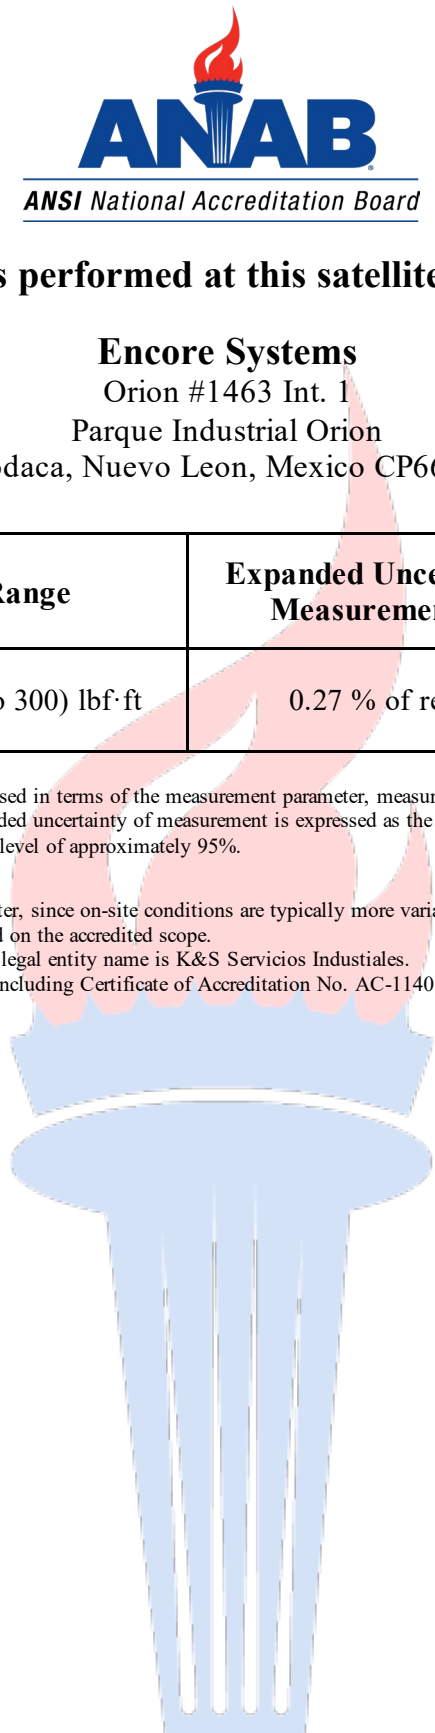 ANAB
ANSI National Accreditation Board
s performed at this satellite
Encore Systems
Orion #1463 Int. 1
Parque Industrial Orion
odaca, Nuevo Leon, Mexico CP66
Range
Expanded Unce
Measuremen
o 300) lbf·ft
0.27 % of re
sed in terms of the measurement parameter, measur
ded uncertainty of measurement is expressed as the
level of approximately 95%.
ter, since on-site conditions are typically more varia
d on the accredited scope.
legal entity name is K&S Servicios Industiales.
ncluding Certificate of Accreditation No. AC-1140